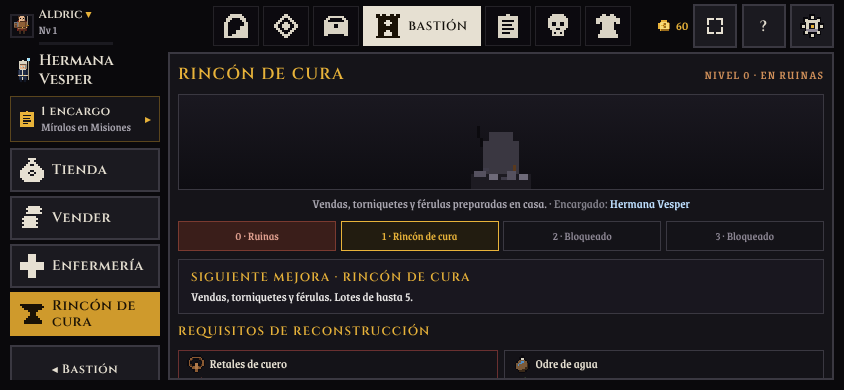 ALDRIC ▼
Nv 1
BASTIÓN
60
?
HERMANA
VESPER
1 ENCARGO
Míralos en Misiones ▸
TIENDA
VENDER
ENFERMERÍA
RINCÓN DE
CURA
◂ BASTIÓN
RINCÓN DE CURA
NIVEL 0 · EN RUINAS
Vendas, torniquetes y férulas preparadas en casa. · Encargado: Hermana Vesper
0 · Ruinas
1 · Rincón de cura
2 · Bloqueado
3 · Bloqueado
SIGUIENTE MEJORA · RINCÓN DE CURA
Vendas, torniquetes y férulas. Lotes de hasta 5.
REQUISITOS DE RECONSTRUCCIÓN
Retales de cuero
Odre de agua